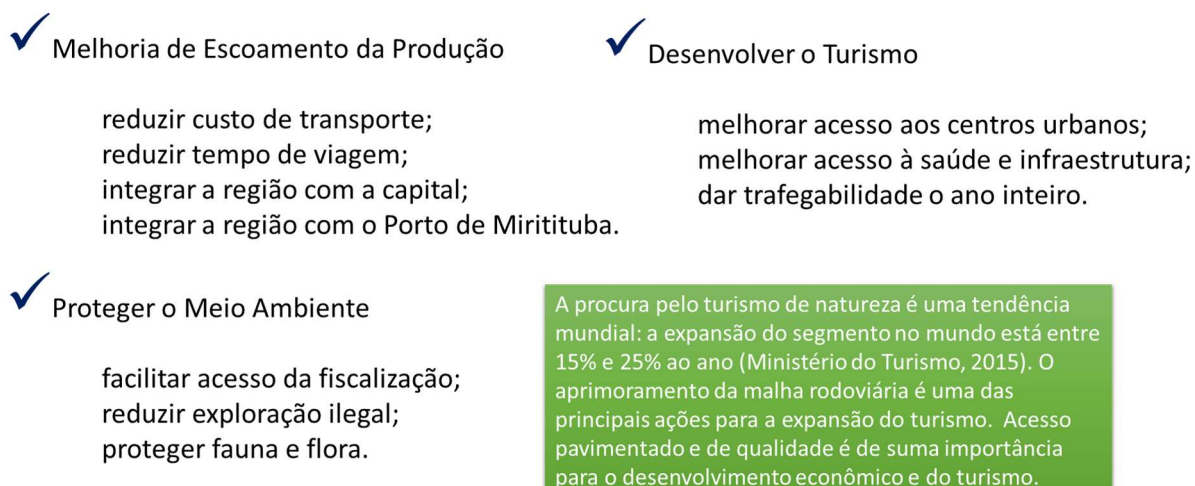 Melhoria de Escoamento da Produção
reduzir custo de transporte;
reduzir tempo de viagem;
integrar a região com a capital;
integrar a região com o Porto de Miritituba.
Desenvolver o Turismo
melhorar acesso aos centros urbanos;
melhorar acesso à saúde e infraestrutura;
dar trafegabilidade o ano inteiro.
Proteger o Meio Ambiente
facilitar acesso da fiscalização;
reduzir exploração ilegal;
proteger fauna e flora.
A procura pelo turismo de natureza é uma tendência
mundial: a expansão do segmento no mundo está entre
15% e 25% ao ano (Ministério do Turismo, 2015). O
aprimoramento da malha rodoviária é uma das
principais ações para a expansão do turismo. Acesso
pavimentado e de qualidade é de suma importância
para o desenvolvimento econômico e do turismo.